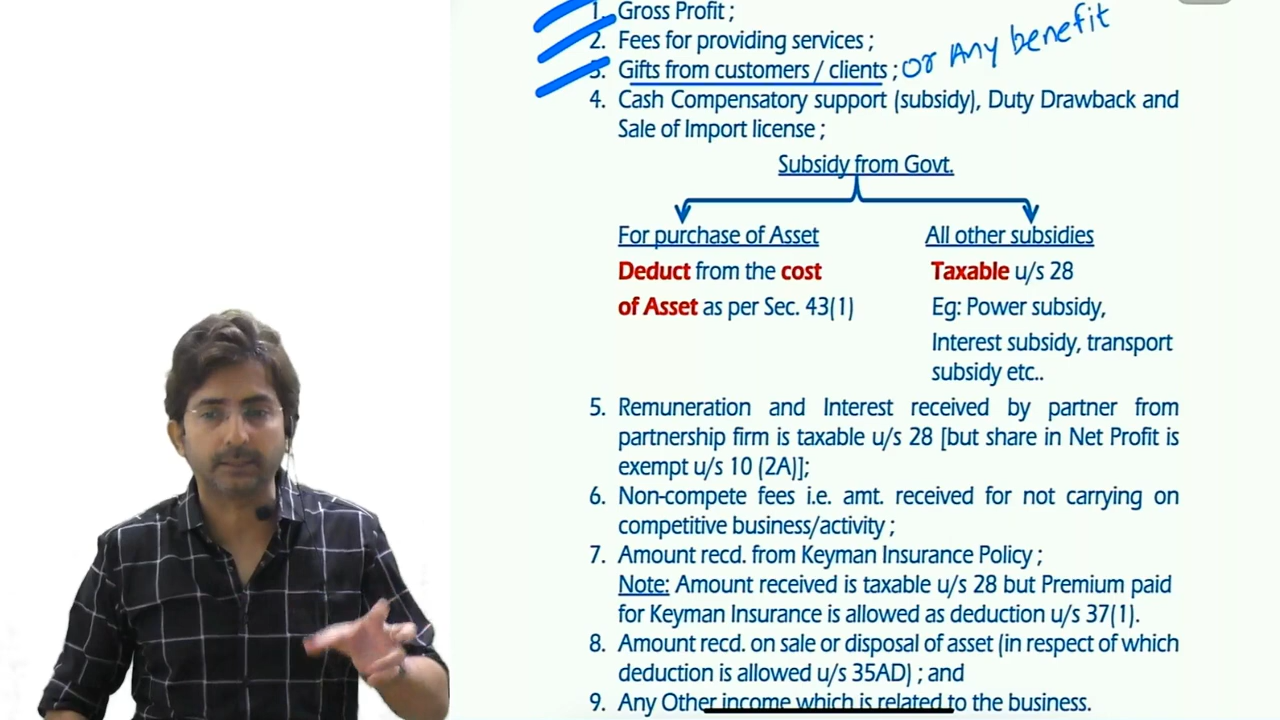 1. Gross Profit ;
2. Fees for providing services ;
3. Gifts from customers / clients ; or Any benefit
4. Cash Compensatory support (subsidy), Duty Drawback and
Sale of Import license ;
Subsidy from Govt.
For purchase of Asset
Deduct from the cost
of Asset as per Sec. 43(1)
All other subsidies
Taxable u/s 28
Eg: Power subsidy,
Interest subsidy, transport
subsidy etc..
5. Remuneration and Interest received by partner from
partnership firm is taxable u/s 28 [but share in Net Profit is
exempt u/s 10 (2A)];
6. Non-compete fees i.e. amt. received for not carrying on
competitive business/activity ;
7. Amount recd. from Keyman Insurance Policy ;
Note: Amount received is taxable u/s 28 but Premium paid
for Keyman Insurance is allowed as deduction u/s 37(1).
8. Amount recd. on sale or disposal of asset (in respect of which
deduction is allowed u/s 35AD) ; and
9. Any Other income which is related to the business.